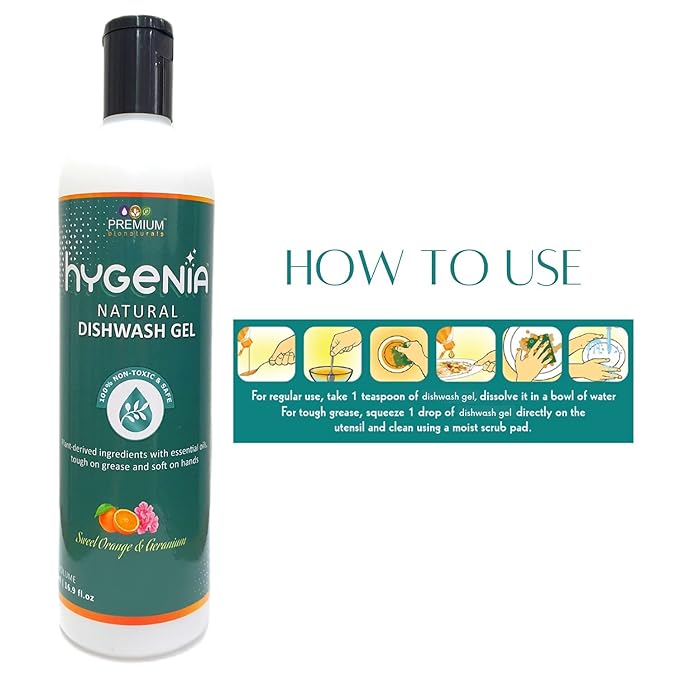 PREMIUM
bionaturals
hygenia
NATURAL
DISHWASH GEL
100% NON-TOXIC & SAFE
Plant-derived ingredients with essential oils,
tough on grease and soft on hands
Sweet Orange & Geranium
16.9 fl.oz
HOW TO USE
For regular use, take 1 teaspoon of dishwash gel, dissolve it in a bowl of water
For tough grease, squeeze 1 drop of dishwash gel directly on the
utensil and clean using a moist scrub pad.